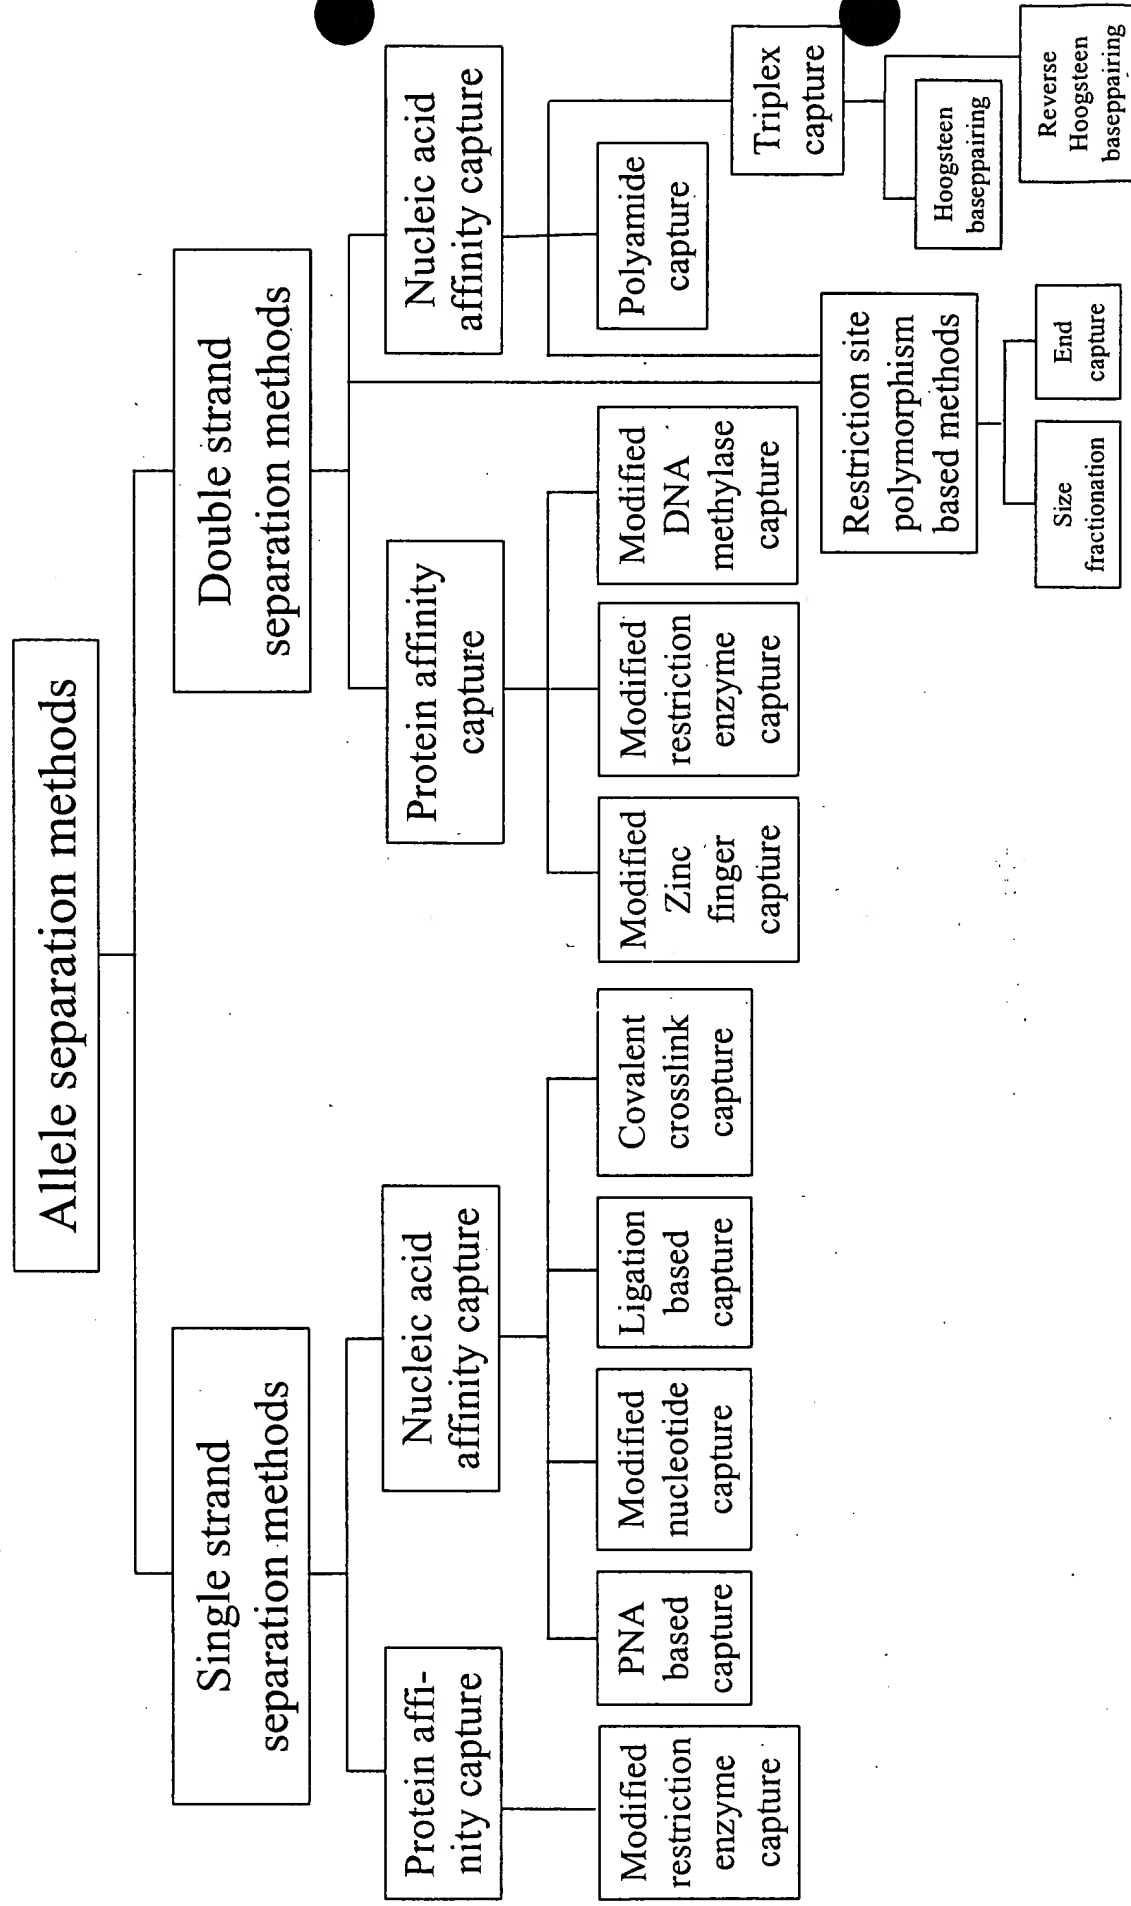 Allele separation methods
Single strand
separation methods
Double strand
separation methods
Protein affi-
nity capture
Nucleic acid
affinity capture
Protein affinity
capture
Nucleic acid
affinity capture
Modified
restriction
enzyme
capture
PNA
based
capture
Modified
nucleotide
capture
Ligation
based
capture
Covalent
crosslink
capture
Modified
Zinc
finger
capture
Modified
restriction
enzyme
capture
Modified
DNA
methylase
capture
Polyamide
capture
Triplex
capture
Restriction site
polymorphism
based methods
Hoogsteen
baseppairing
Reverse
Hoogsteen
baseppairing
Size
fractionation
End
capture